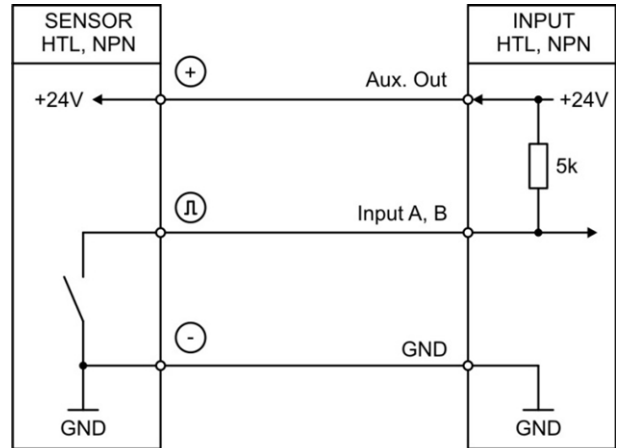 SENSOR
HTL, NPN
INPUT
HTL, NPN
+
+24V
Aux. Out
+24V
5k
Input A, B
-
GND
GND
GND